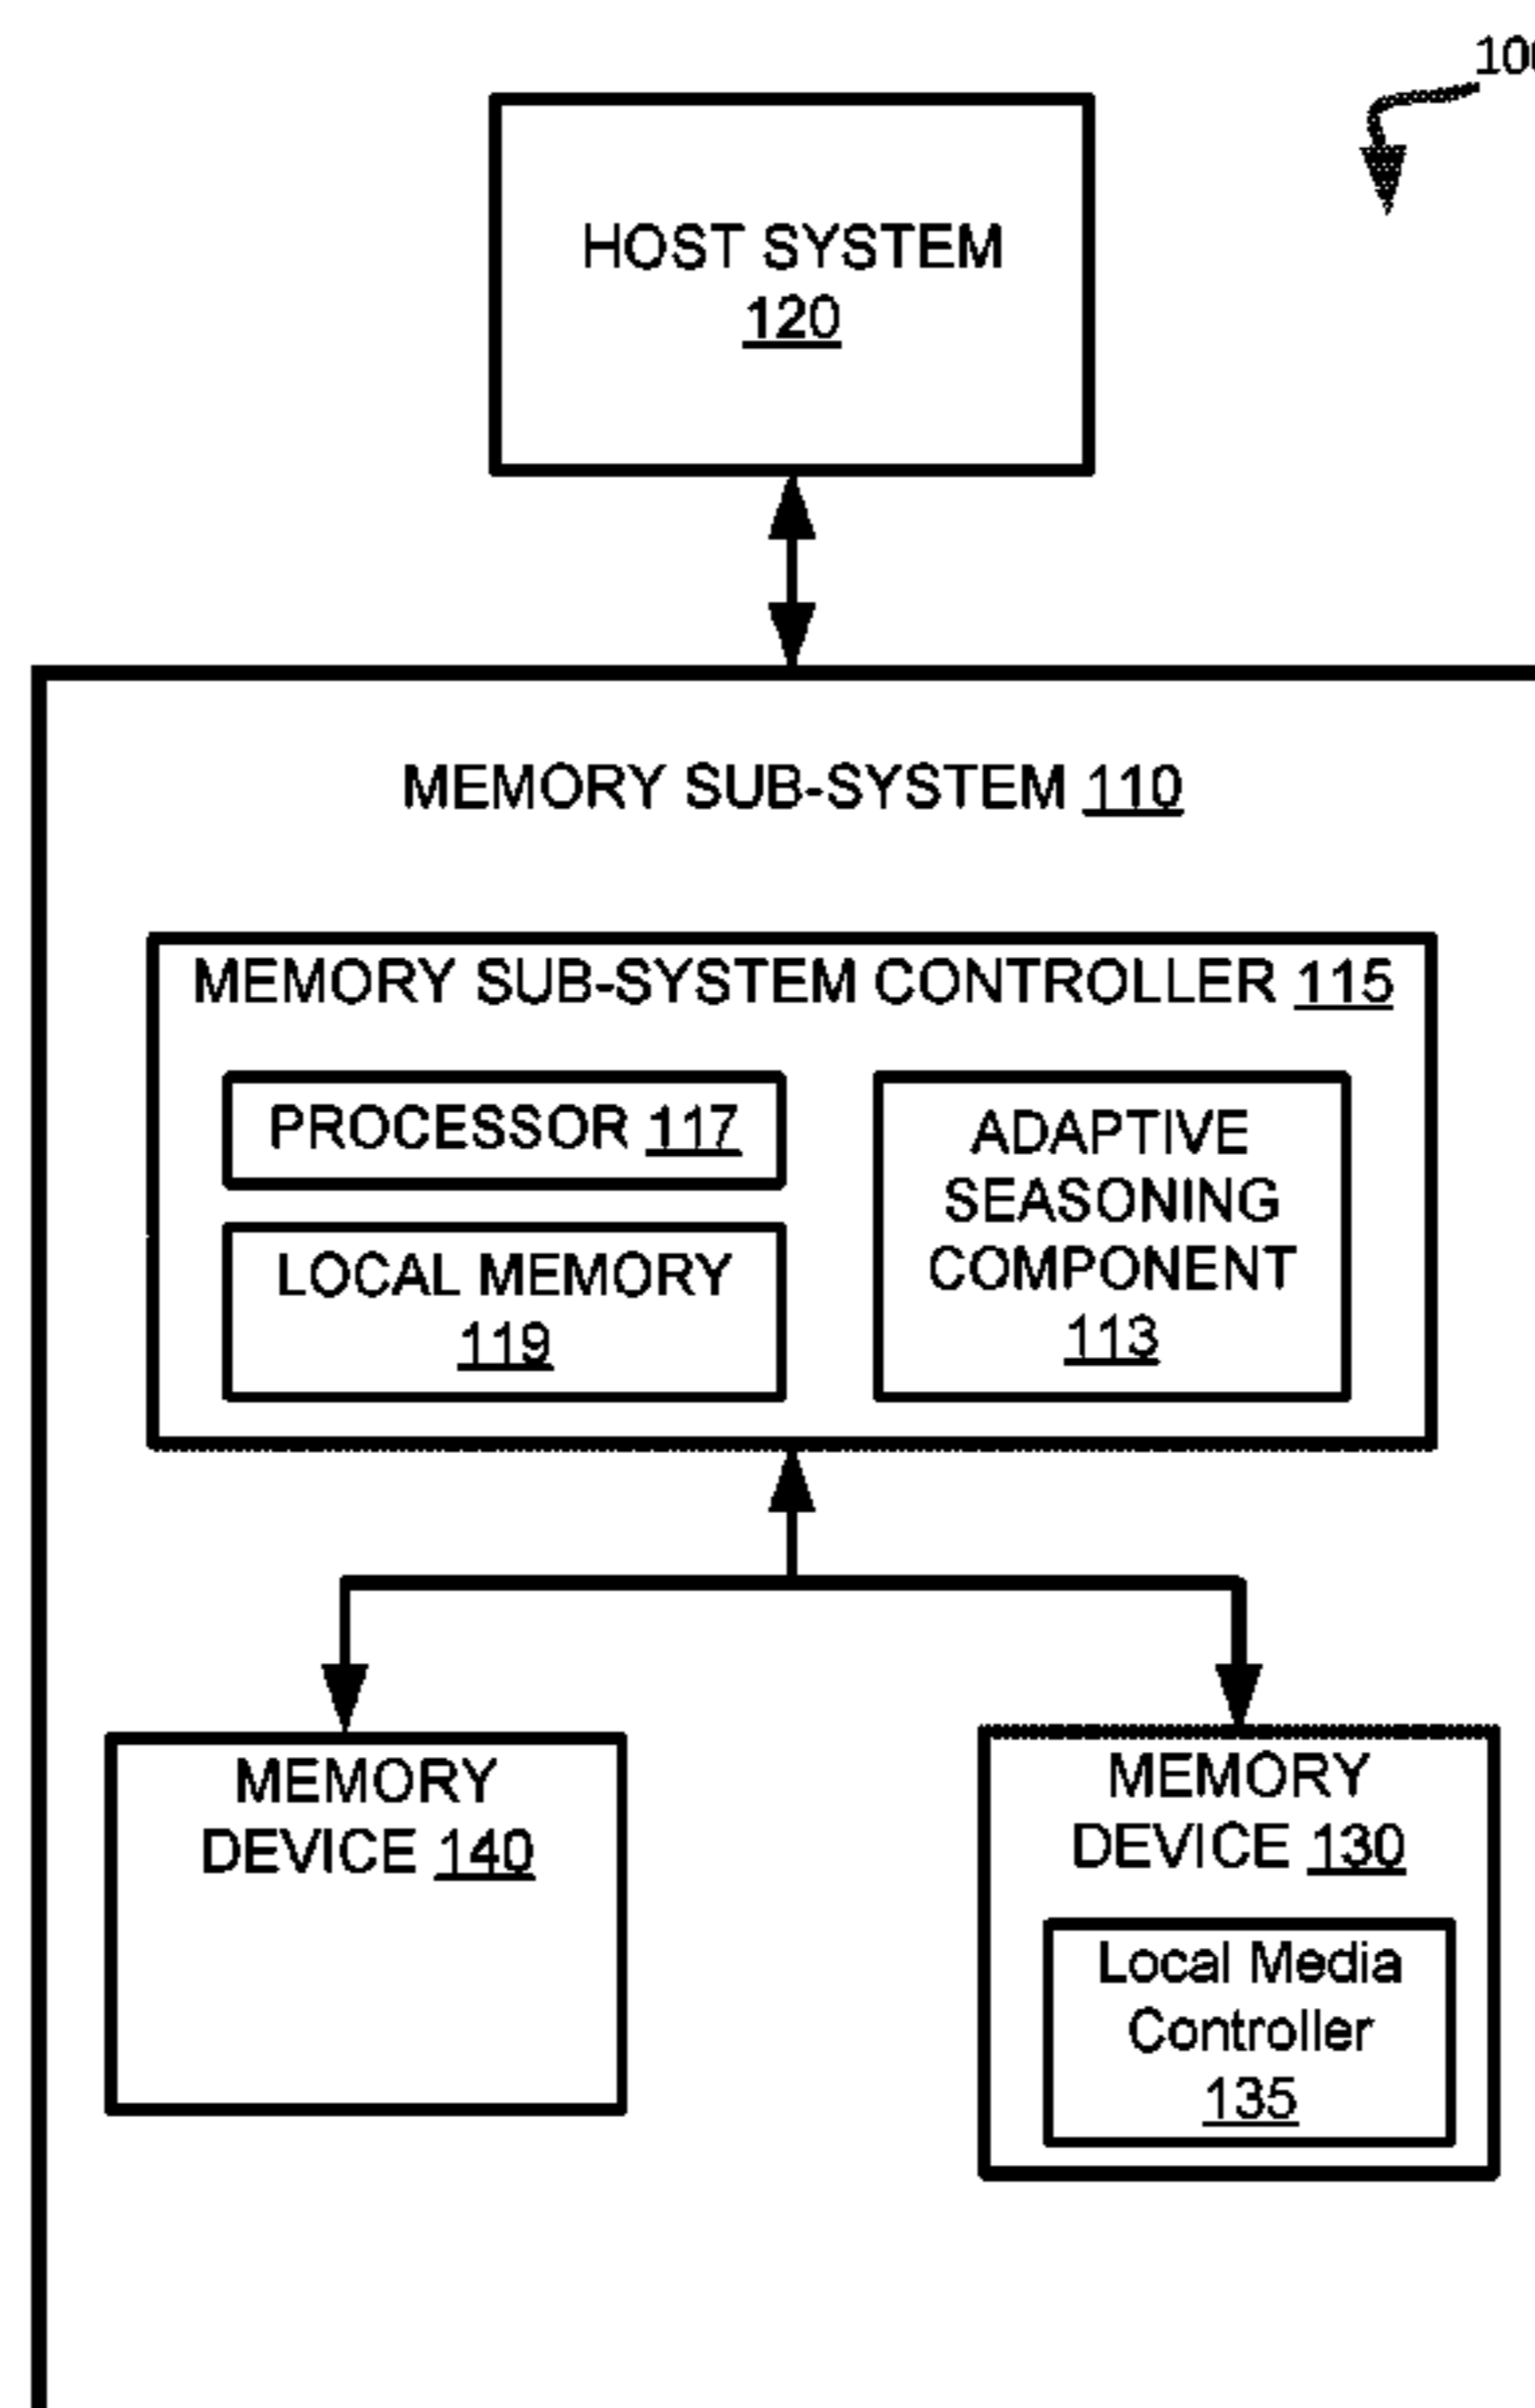 HOST SYSTEM
120
MEMORY SUB-SYSTEM 110
MEMORY SUB-SYSTEM CONTROLLER 115
PROCESSOR 117
LOCAL MEMORY
119
ADAPTIVE
SEASONING
COMPONENT
113
MEMORY
DEVICE 140
MEMORY
DEVICE 130
Local Media
Controller
135